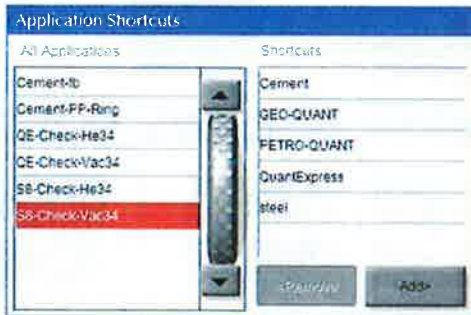 Application Shortcuts
All Applications
Cement-fb
Cement-PP-Ring
QE-Check-He34
QE-Check-Vac34
S8-Check-He34
S8-Check-Vac34
Shortcuts
Cement
GEO-QUANT
PETRO-QUANT
QuantExpress
steel
<Remove
Add>